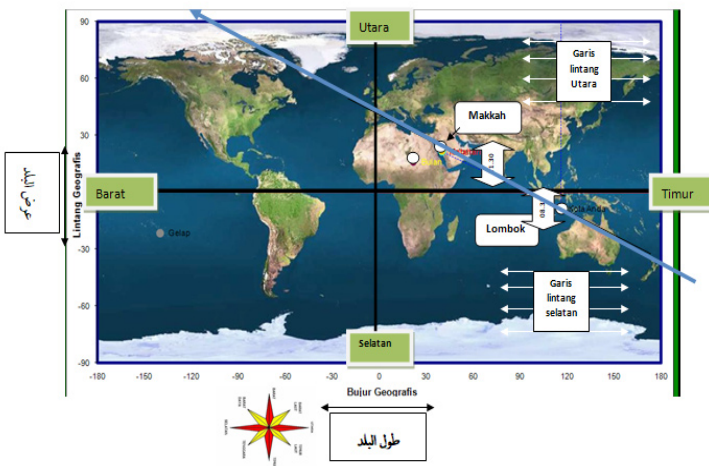 Utara
90
60
30
0
-30
-60
-90
Lintang Geografis
عرض البلد
Garis
lintang
Utara
Makkah
Barat
Timur
Lombok
Gelap
Garis
lintang
selatan
Selatan
-180
-150
-120
-90
-60
-30
0
30
60
90
120
150
180
Bujur Geografis
طول البلد